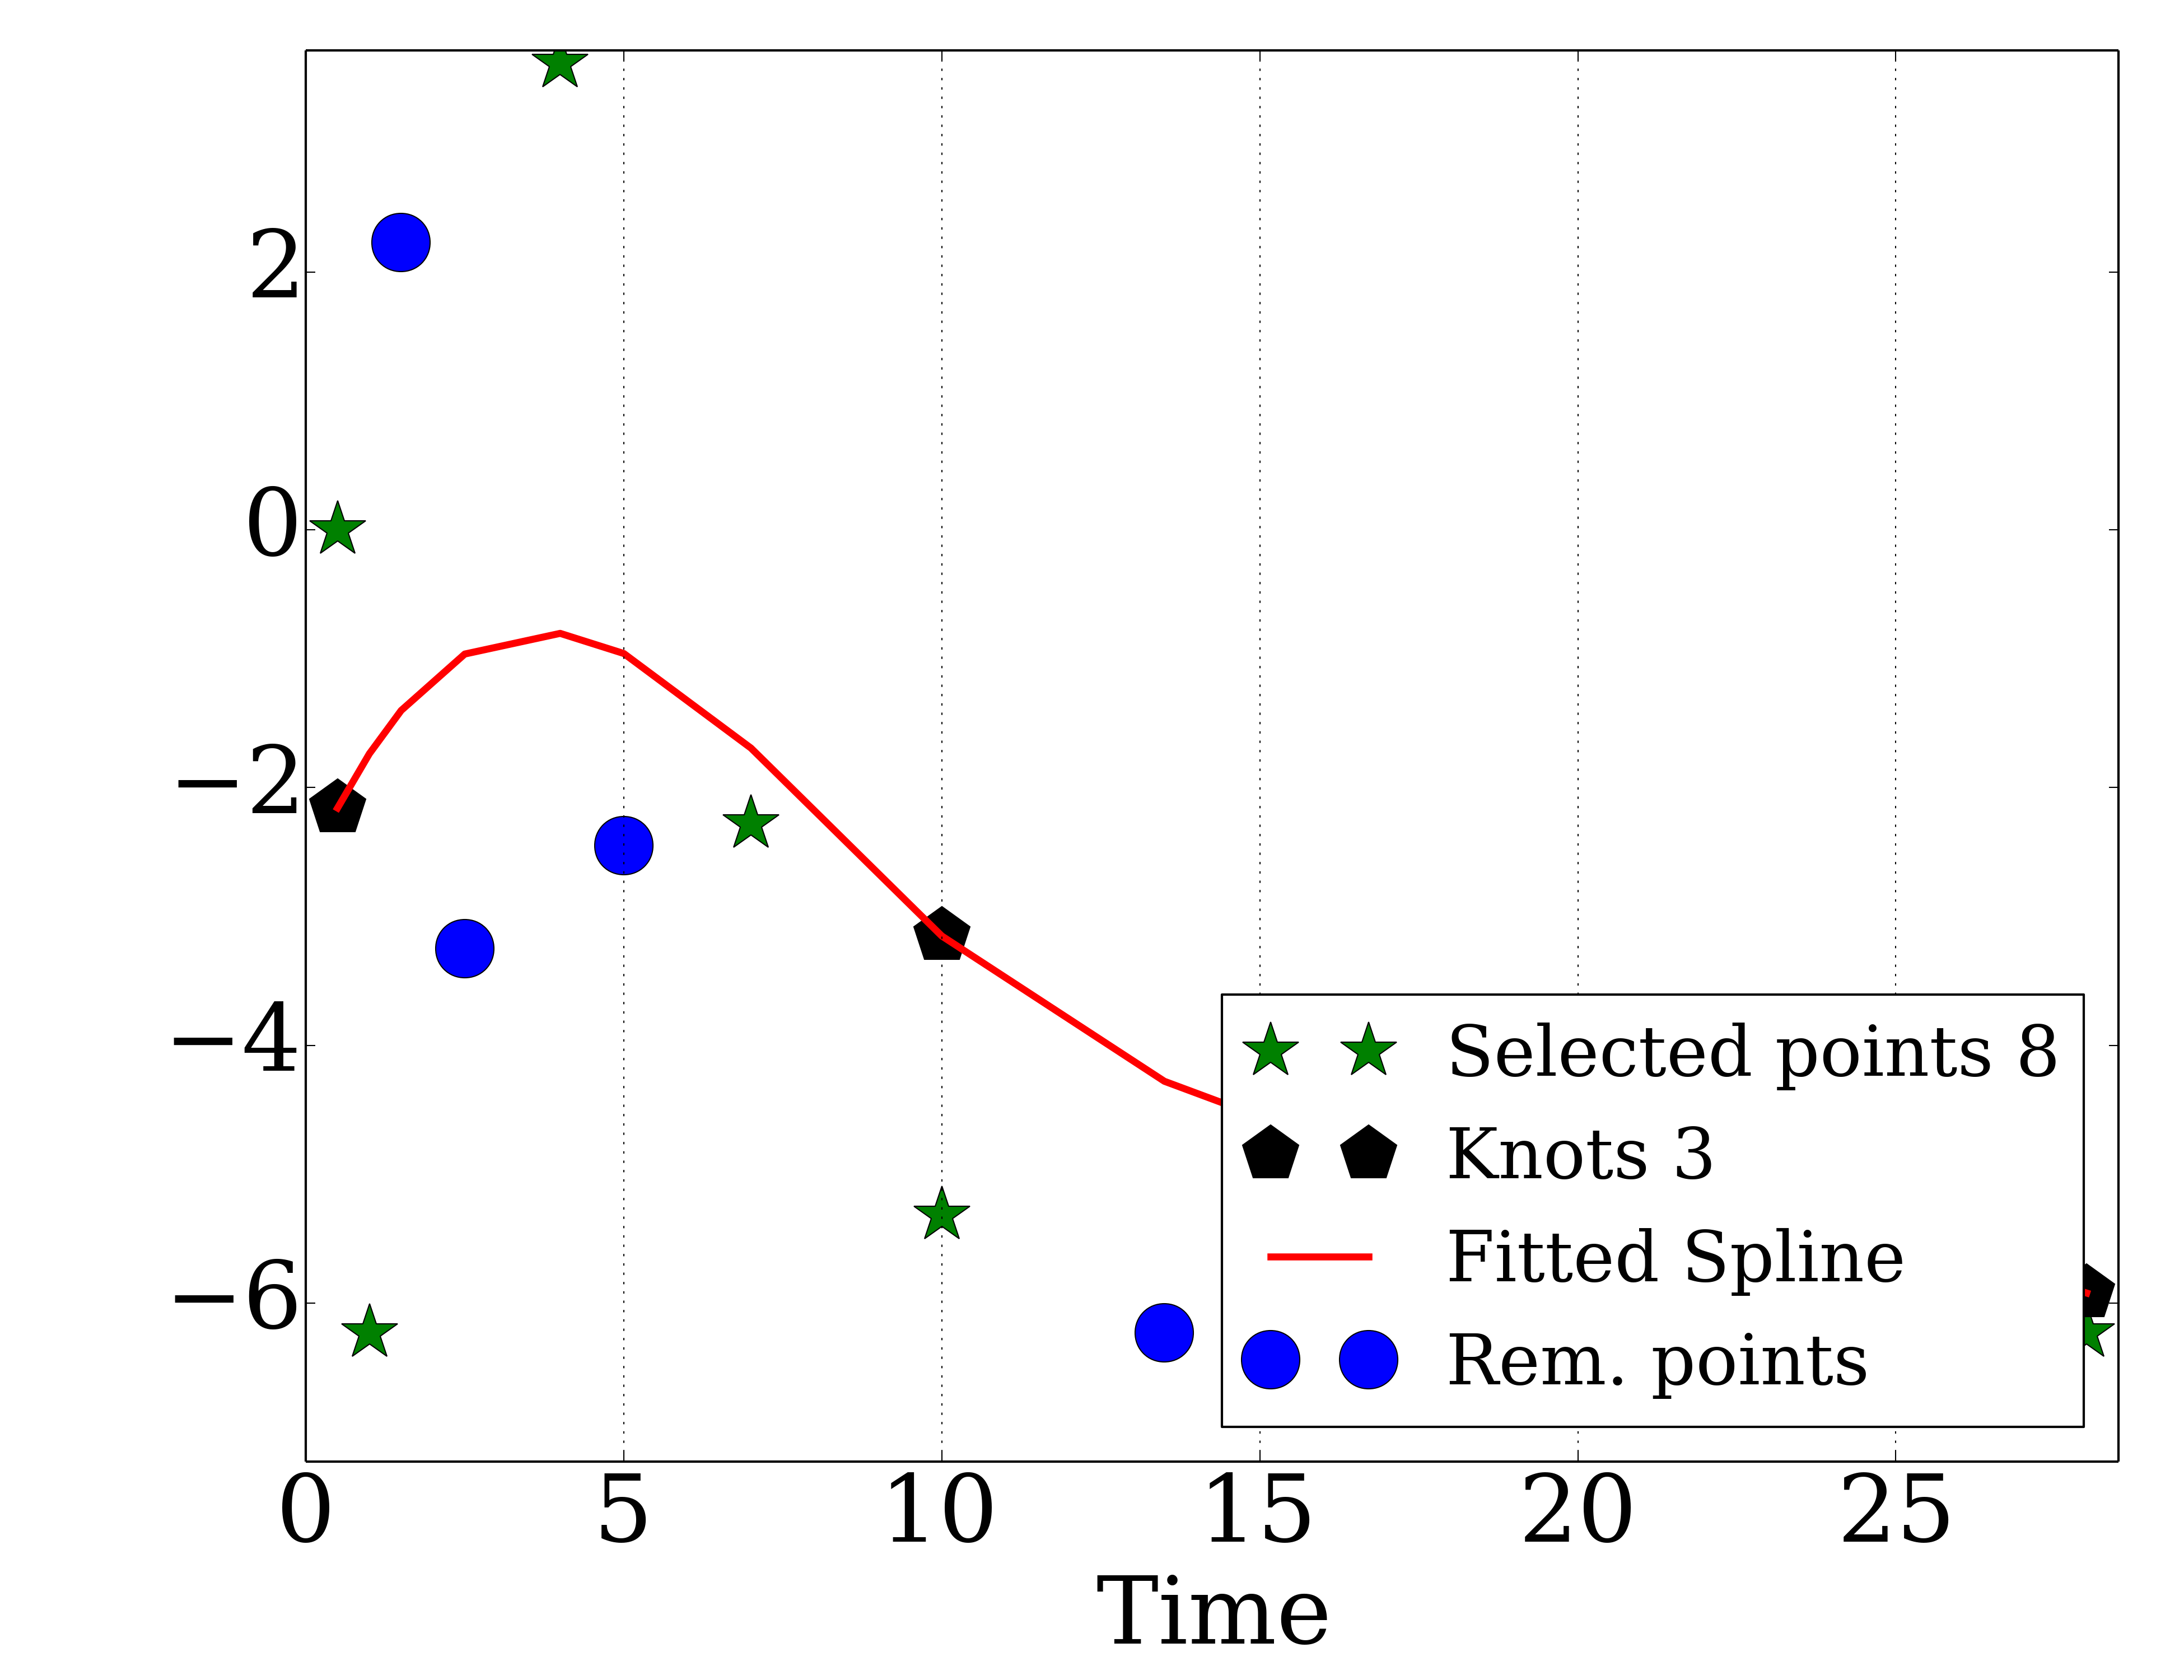 2
0
−2
−4
−6
0 5 10 15 20 25
Time
Selected points 8
Knots 3
Fitted Spline
Rem. points